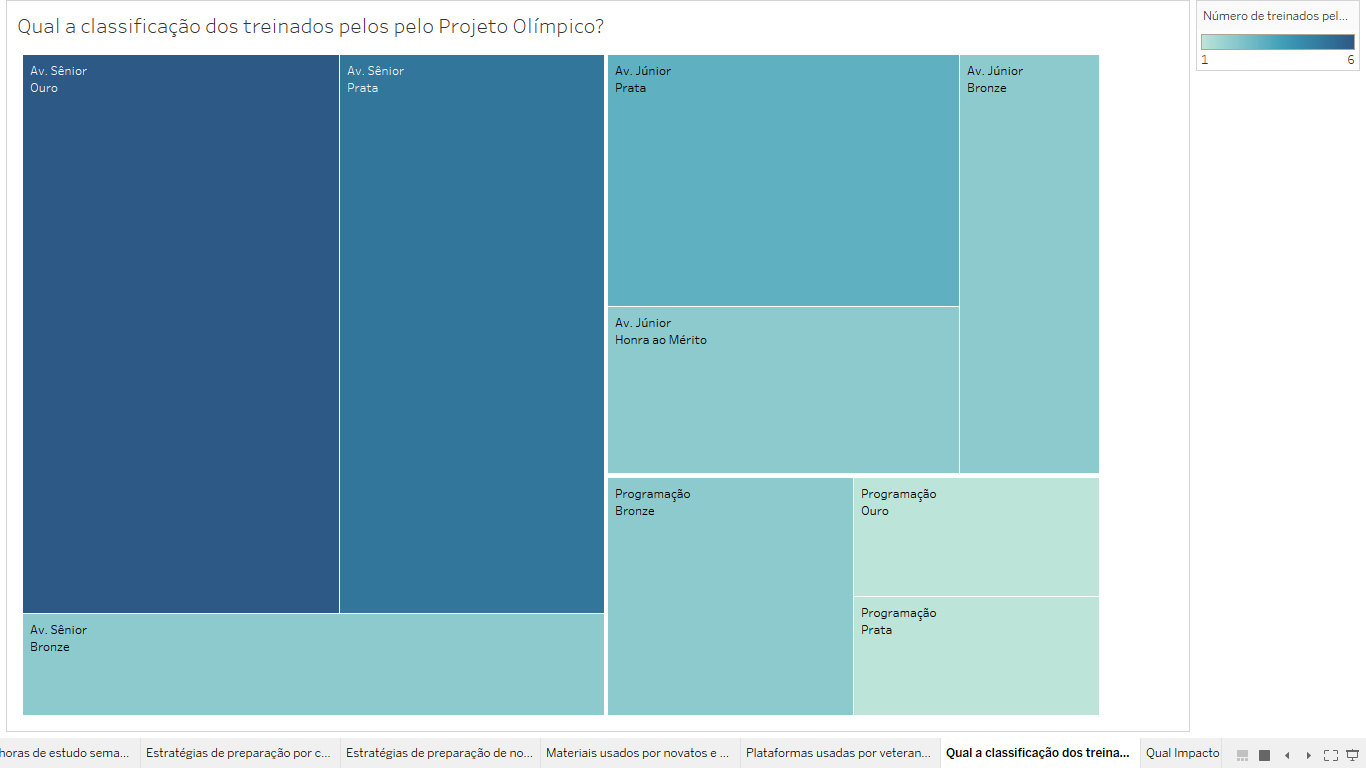 Qual a classificação dos treinados pelos pelo Projeto Olímpico?
Número de treinados pel...
1
6
Av. Sênior
Ouro
Av. Sênior
Prata
Av. Júnior
Prata
Av. Júnior
Bronze
Av. Júnior
Honra ao Mérito
Programação
Bronze
Programação
Ouro
Programação
Prata
Av. Sênior
Bronze
horas de estudo sema...
Estratégias de preparação por c...
Estratégias de preparação de no...
Materiais usados por novatos e ...
Plataformas usadas por veteran...
Qual a classificação dos treina...
Qual Impacto